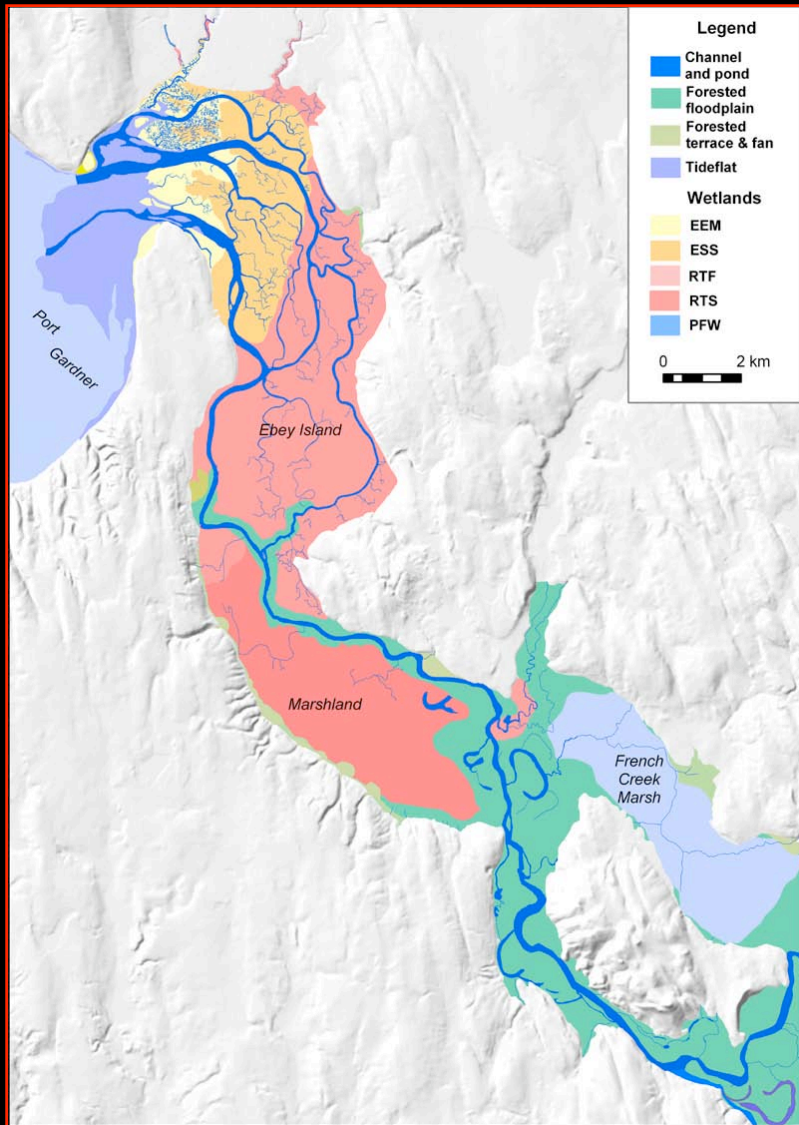 Legend
Channel
and pond
Forested
floodplain
Forested
terrace & fan
Tideflat
Wetlands
EEM
ESS
RTF
RTS
PFW
0 2 km
Port
Gardner
Ebey Island
Marshland
French
Creek
Marsh